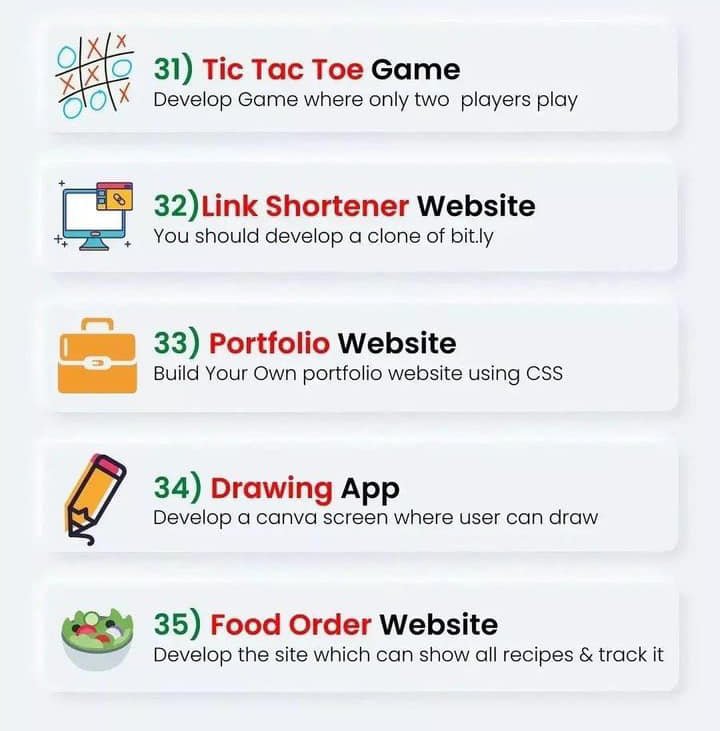 31) Tic Tac Toe Game
Develop Game where only two players play
32)Link Shortener Website
You should develop a clone of bit.ly
33) Portfolio Website
Build Your Own portfolio website using CSS
34) Drawing App
Develop a canva screen where user can draw
35) Food Order Website
Develop the site which can show all recipes & track it